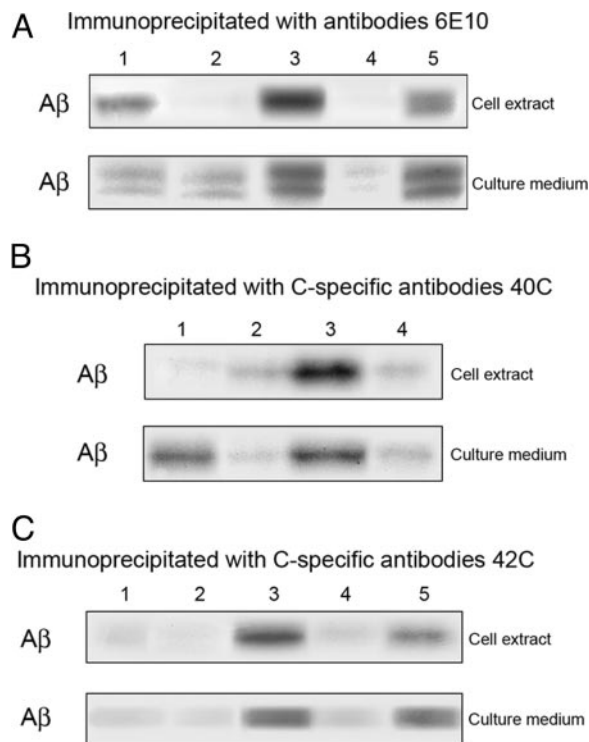 A
Immunoprecipitated with antibodies 6E10
1 2 3 4 5
Aβ Cell extract
Aβ Culture medium
B
Immunoprecipitated with C-specific antibodies 40C
1 2 3 4
Aβ Cell extract
Aβ Culture medium
C
Immunoprecipitated with C-specific antibodies 42C
1 2 3 4 5
Aβ Cell extract
Aβ Culture medium